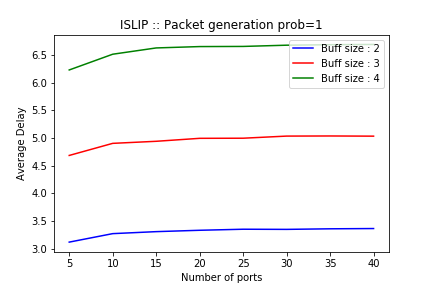 ISLIP :: Packet generation prob=1
Average Delay
6.5
6.0
5.5
5.0
4.5
4.0
3.5
3.0
Buff size : 2
Buff size : 3
Buff size : 4
5 10 15 20 25 30 35 40
Number of ports